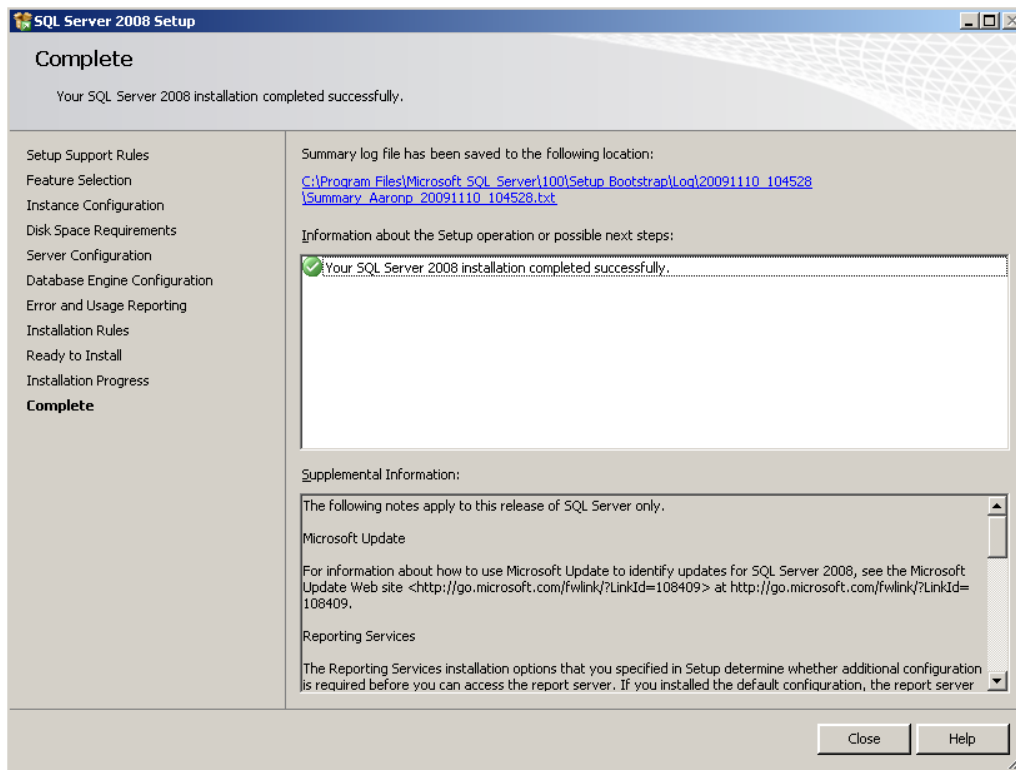 SQL Server 2008 Setup
Complete
Your SQL Server 2008 installation completed successfully.
Setup Support Rules
Feature Selection
Instance Configuration
Disk Space Requirements
Server Configuration
Database Engine Configuration
Error and Usage Reporting
Installation Rules
Ready to Install
Installation Progress
Complete
Summary log file has been saved to the following location:
C:\Program Files\Microsoft SQL Server\100\Setup Bootstrap\Log\20091110_104528
\Summary_Aaronp_20091110_104528.txt
Information about the Setup operation or possible next steps:
Your SQL Server 2008 installation completed successfully.
Supplemental Information:
The following notes apply to this release of SQL Server only.
Microsoft Update
For information about how to use Microsoft Update to identify updates for SQL Server 2008, see the Microsoft
Update Web site <http://go.microsoft.com/fwlink/?LinkId=108409> at http://go.microsoft.com/fwlink/?LinkId=
108409.
Reporting Services
The Reporting Services installation options that you specified in Setup determine whether additional configuration
is required before you can access the report server. If you installed the default configuration, the report server
Close
Help